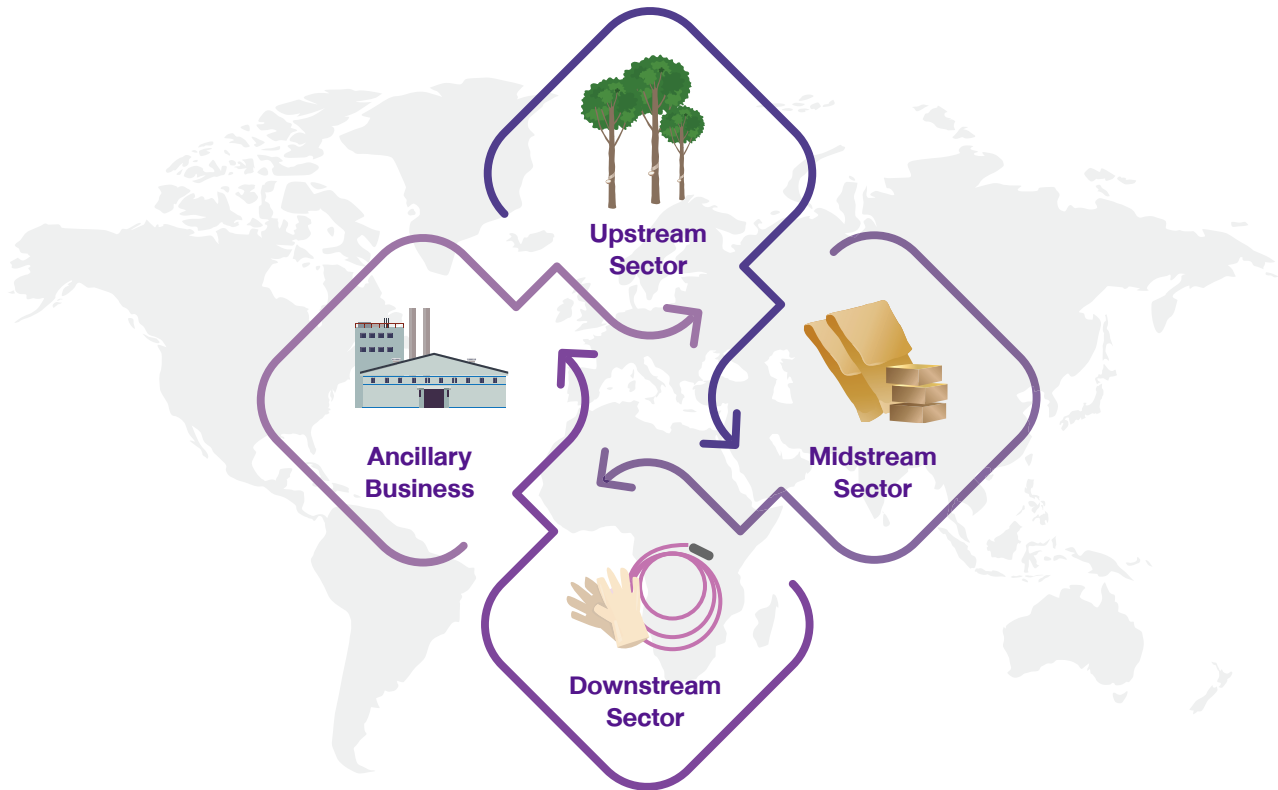 Upstream
Sector
Ancillary
Business
Midstream
Sector
Downstream
Sector